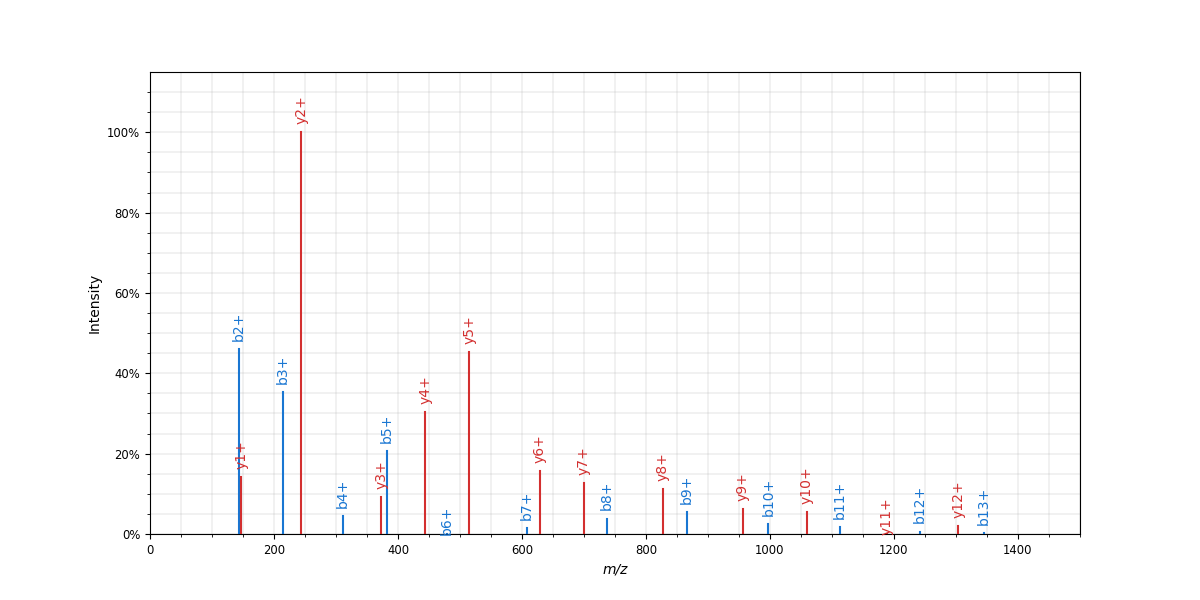 y2+
b2+
b3+
y5+
y4+
b5+
y1+
y6+
y7+
y8+
y3+
b4+
b6+
b7+
b8+
b9+
y9+
b10+
y10+
b11+
y11+
b12+
y12+
b13+
100%
80%
60%
40%
20%
0%
Intensity
0 200 400 600 800 1000 1200 1400
m/z